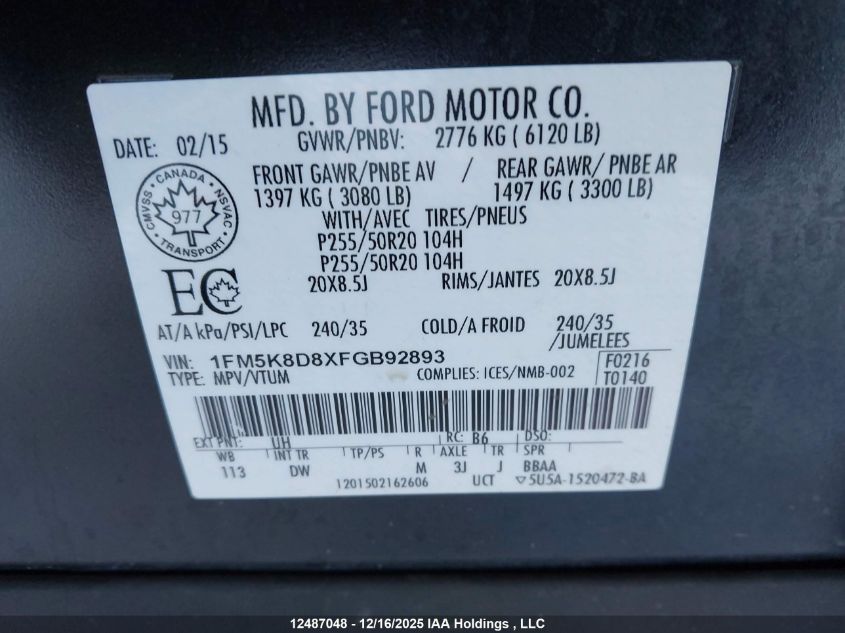 MFD. BY FORD MOTOR CO.
DATE: 02/15 GVWR/PNBV: 2776 KG ( 6120 LB)
FRONT GAWR/PNBE AV / REAR GAWR/ PNBE AR
1397 KG ( 3080 LB) 1497 KG ( 3300 LB)
WITH/AVEC TIRES/PNEUS
P255/50R20 104H
P255/50R20 104H
20X8.5J RIMS/JANTES 20X8.5J
CMVSS · CANADA · NSVAC
977
TRANSPORT
EC
AT/A kPa/PSI/LPC 240/35 COLD/A FROID 240/35
/JUMELEES
VIN: 1FM5K8D8XFGB92893 F0216
TYPE: MPV/VTUM COMPLIES: ICES/NMB-002 T0140
EXT PNT: UH RC: B6 DSO:
WB INT TR TP/PS R AXLE TR SPR
113 DW M 3J J BBAA
1201502162606 UCT ▽5U5A-1520472-BA
12487048 - 12/16/2025 IAA Holdings , LLC